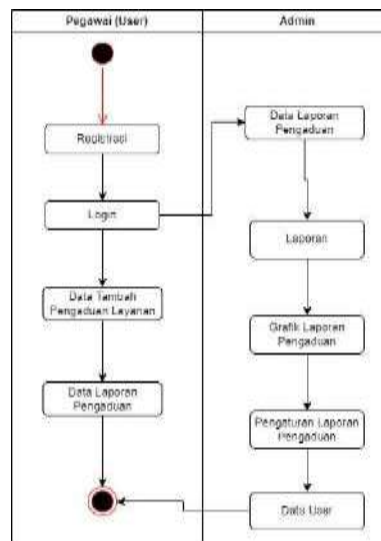 Pegawai (User)
Admin
Registrasi
Login
Data Tambah
Pengaduan Layanan
Data Laporan
Pengaduan
Data Laporan
Pengaduan
Laporan
Grafik Laporan
Pengaduan
Pengaturan Laporan
Pengaduan
Data User